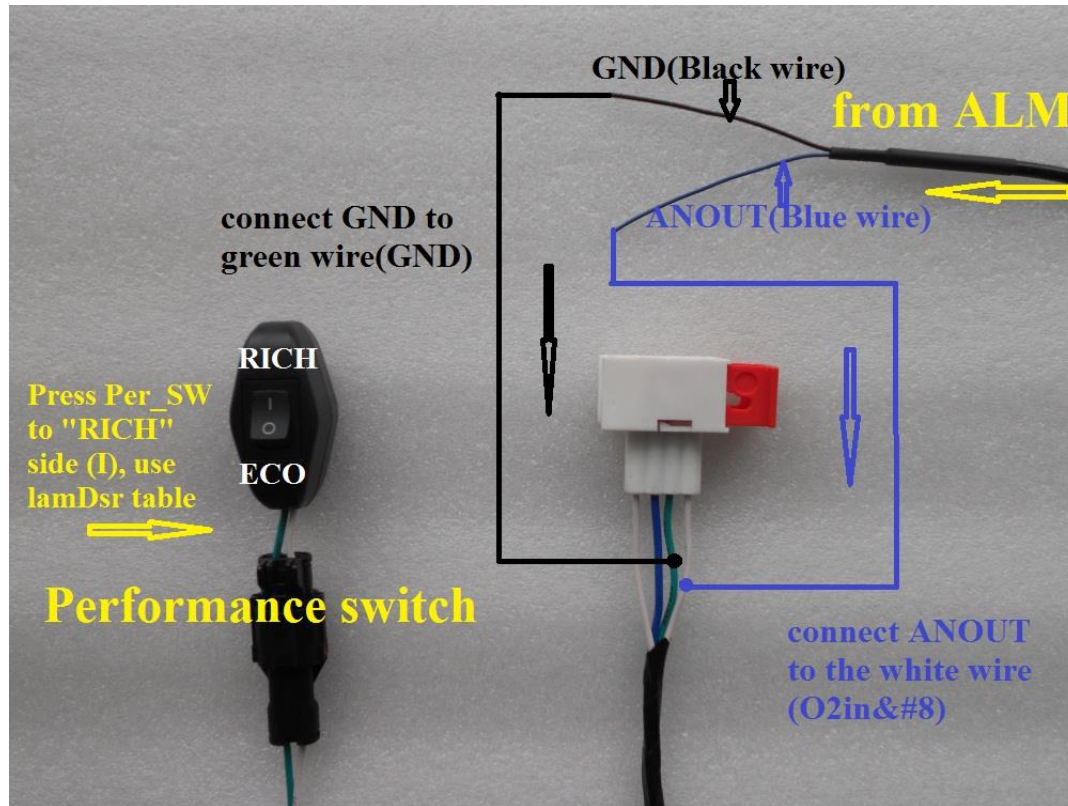 GND(Black wire)
from ALM
ANOUT(Blue wire)
connect GND to
green wire(GND)
RICH
I
O
ECO
Press Per_SW
to "RICH"
side (I), use
lamDsr table
Performance switch
connect ANOUT
to the white wire
(O2in&#8)